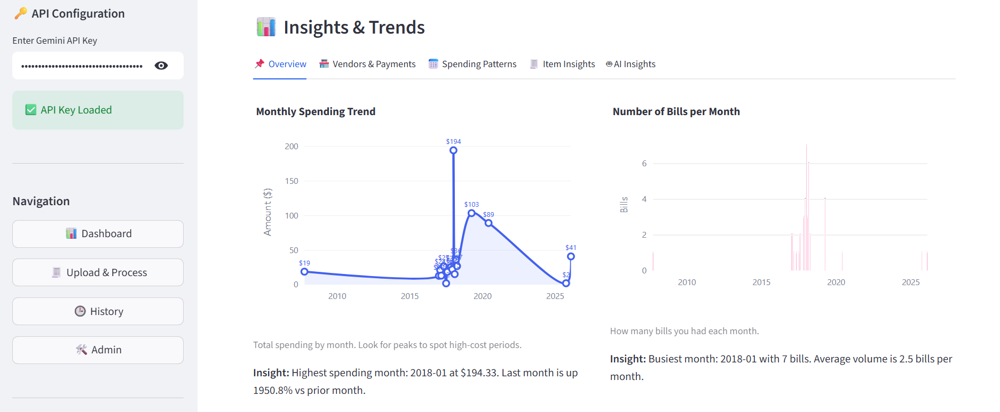 🔑 API Configuration
Enter Gemini API Key
••••••••••••••••••••••••••••••••••••
✅ API Key Loaded
Navigation
📊 Dashboard
🧾 Upload & Process
🕒 History
🛠️ Admin
📊 Insights & Trends
📌 Overview
🏪 Vendors & Payments
📅 Spending Patterns
🧾 Item Insights
AI Insights
Monthly Spending Trend
Amount ($)
200
150
100
50
0
$19
$194
$103
$89
$36
$2
$41
2010
2015
2020
2025
Total spending by month. Look for peaks to spot high-cost periods.
Insight: Highest spending month: 2018-01 at $194.33. Last month is up
1950.8% vs prior month.
Number of Bills per Month
Bills
6
4
2
0
2010
2015
2020
2025
How many bills you had each month.
Insight: Busiest month: 2018-01 with 7 bills. Average volume is 2.5 bills per
month.